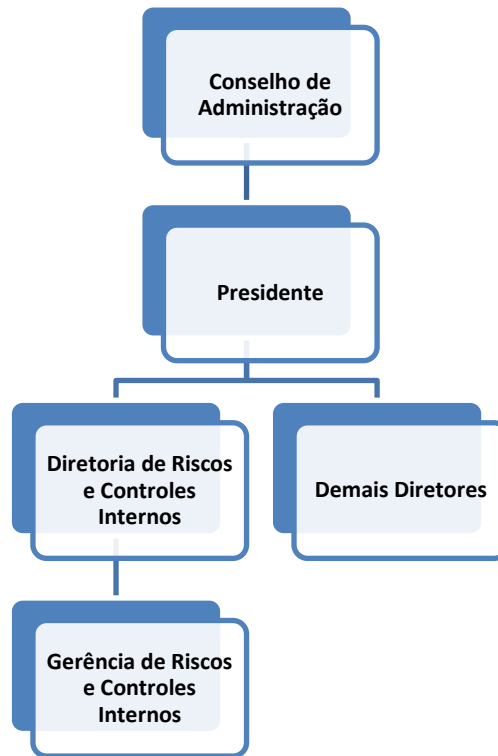 Conselho de
Administração
Presidente
Diretoria de Riscos
e Controles
Internos
Demais Diretores
Gerência de Riscos
e Controles
Internos